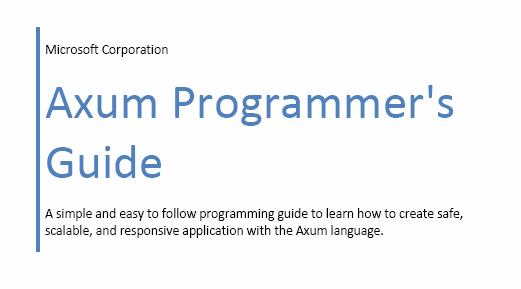 Microsoft Corporation
Axum Programmer's
Guide
A simple and easy to follow programming guide to learn how to create safe,
scalable, and responsive application with the Axum language.